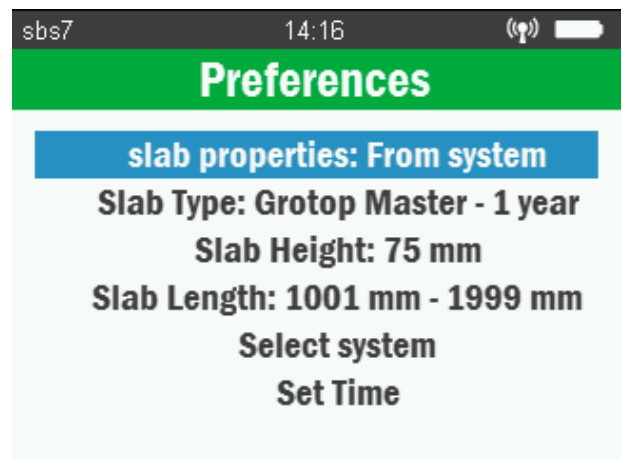 sbs7 14:16
Preferences
slab properties: From system
Slab Type: Grotop Master - 1 year
Slab Height: 75 mm
Slab Length: 1001 mm - 1999 mm
Select system
Set Time